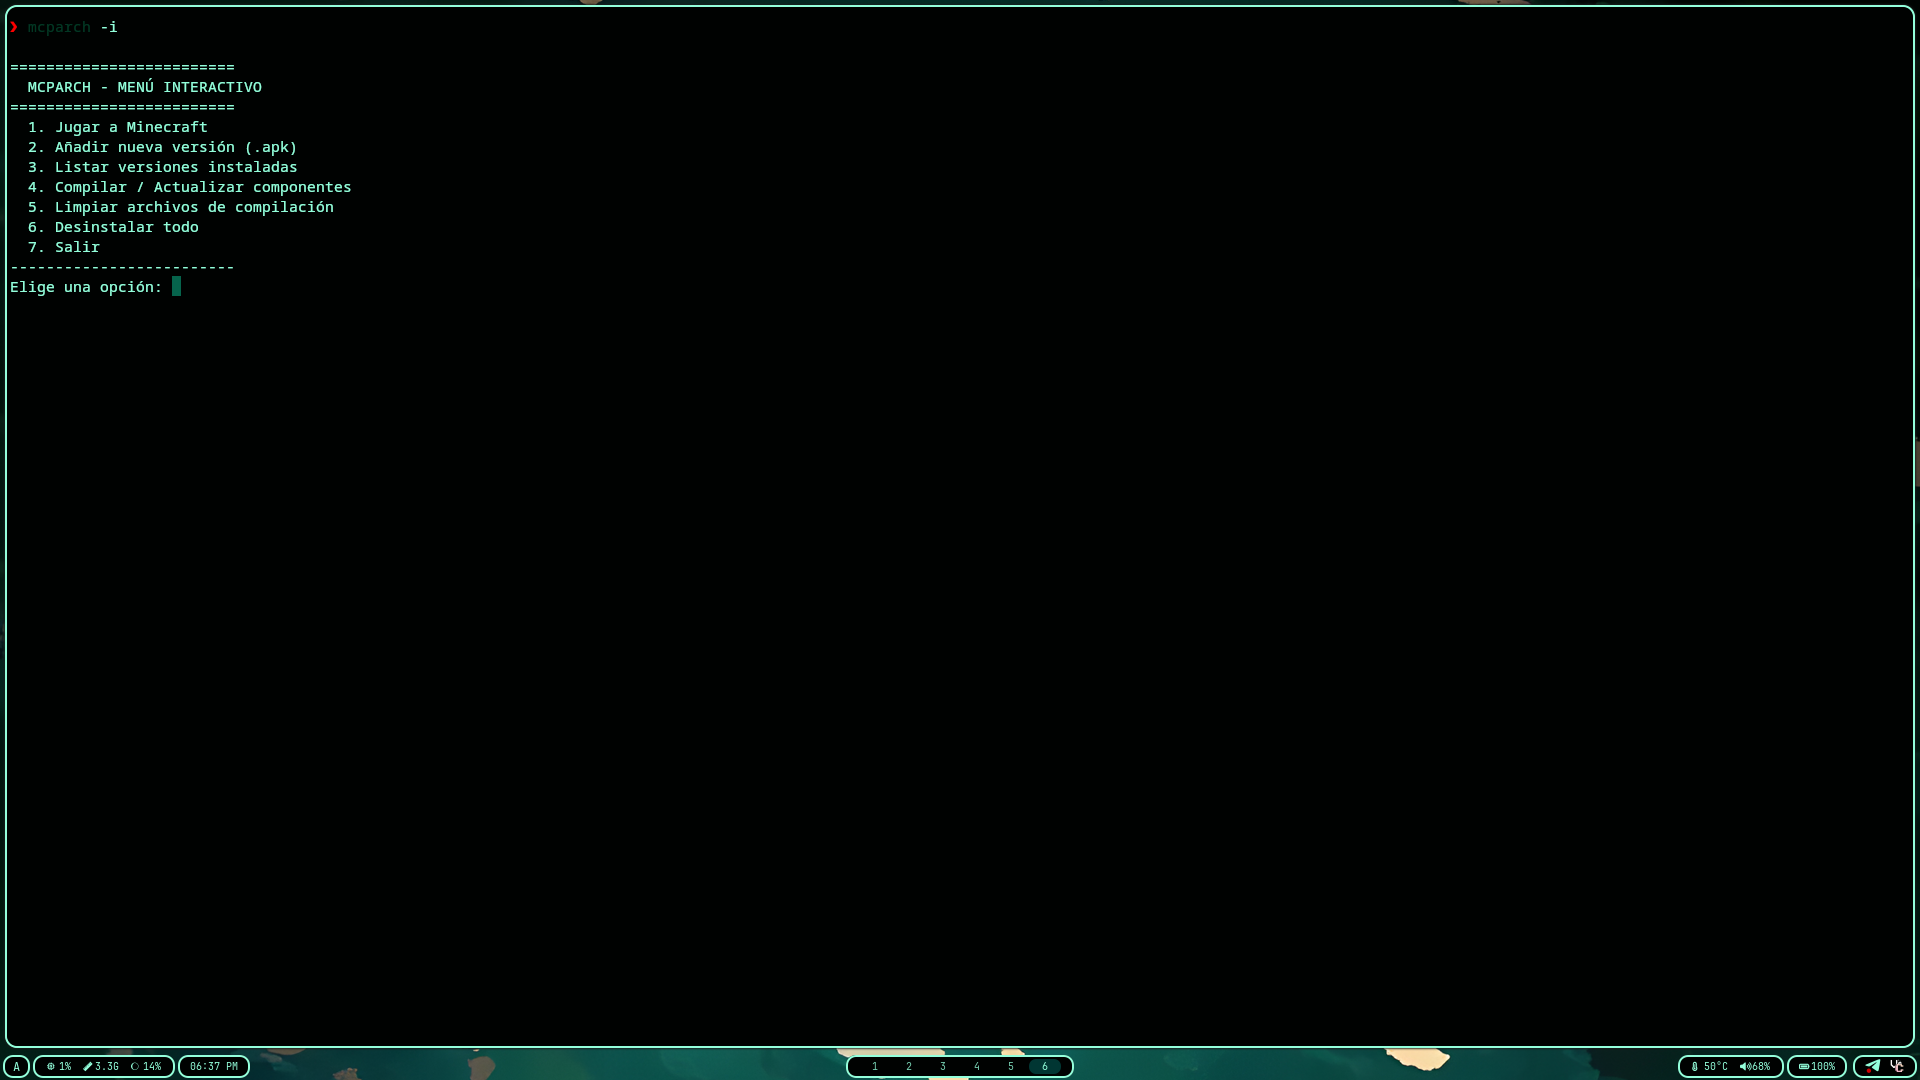 ❯ mcparch -i
=========================
MCPARCH - MENÚ INTERACTIVO
=========================
1. Jugar a Minecraft
2. Añadir nueva versión (.apk)
3. Listar versiones instaladas
4. Compilar / Actualizar componentes
5. Limpiar archivos de compilación
6. Desinstalar todo
7. Salir
-------------------------
Elige una opción:
A 1% 3.3G 14% 06:37 PM 1 2 3 4 5 6 50°C 68% 100%